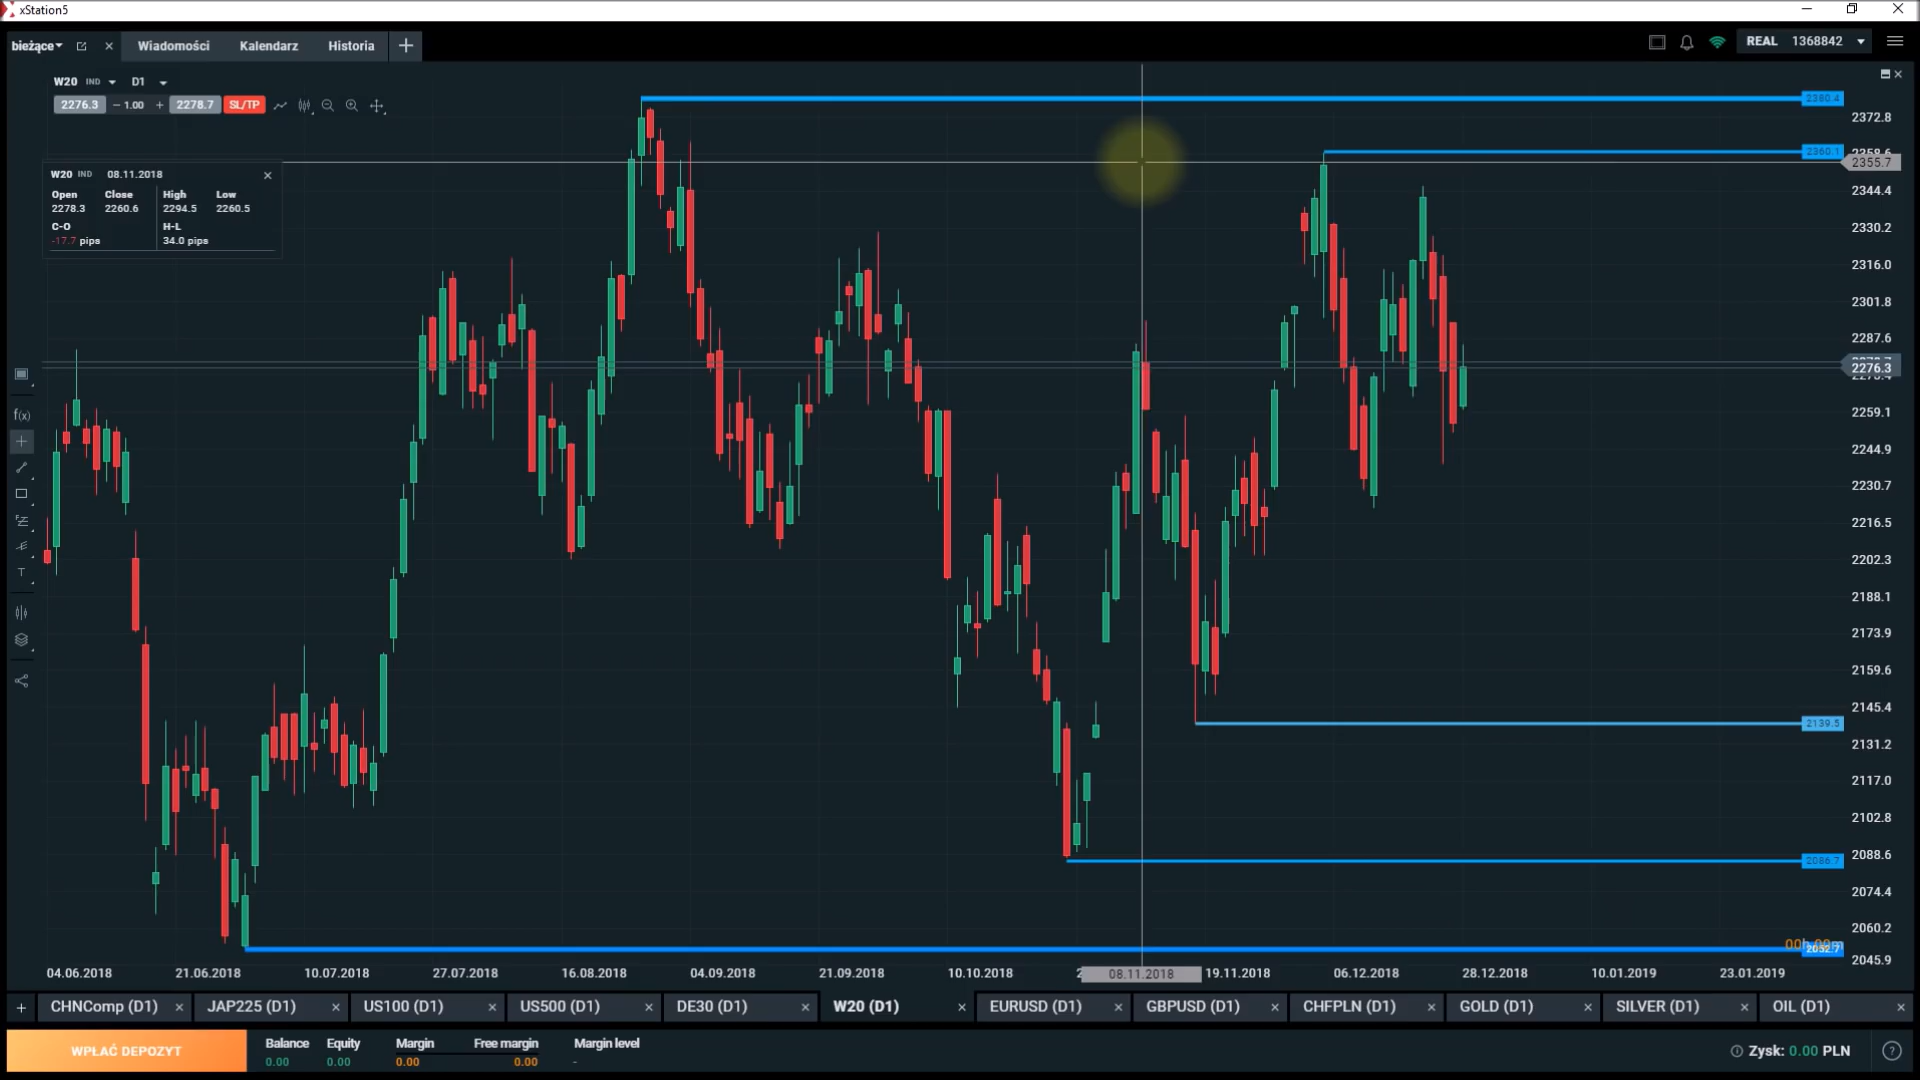 xStation5
bieżące
Wiadomości
Kalendarz
Historia
REAL 1368842
W20 IND D1
2276.3 − 1.00 + 2278.7 SL/TP
W20 IND 08.11.2018
Open Close High Low
2278.3 2260.6 2294.5 2260.5
C-O H-L
-17.7 pips 34.0 pips
2380.4
2372.8
2360.1
2355.7
2344.4
2330.2
2316.0
2301.8
2287.6
2276.3
2259.1
2244.9
2230.7
2216.5
2202.3
2188.1
2173.9
2159.6
2145.4
2139.5
2131.2
2117.0
2102.8
2086.7
2088.6
2074.4
2060.2
2045.9
f(x)
T
04.06.2018 21.06.2018 10.07.2018 27.07.2018 16.08.2018 04.09.2018 21.09.2018 10.10.2018 08.11.2018 19.11.2018 06.12.2018 28.12.2018 10.01.2019 23.01.2019
+ CHNComp (D1) JAP225 (D1) US100 (D1) US500 (D1) DE30 (D1) W20 (D1) EURUSD (D1) GBPUSD (D1) CHFPLN (D1) GOLD (D1) SILVER (D1) OIL (D1)
WPŁAĆ DEPOZYT
Balance Equity Margin Free margin Margin level
0.00 0.00 0.00 0.00 -
Zysk: 0.00 PLN